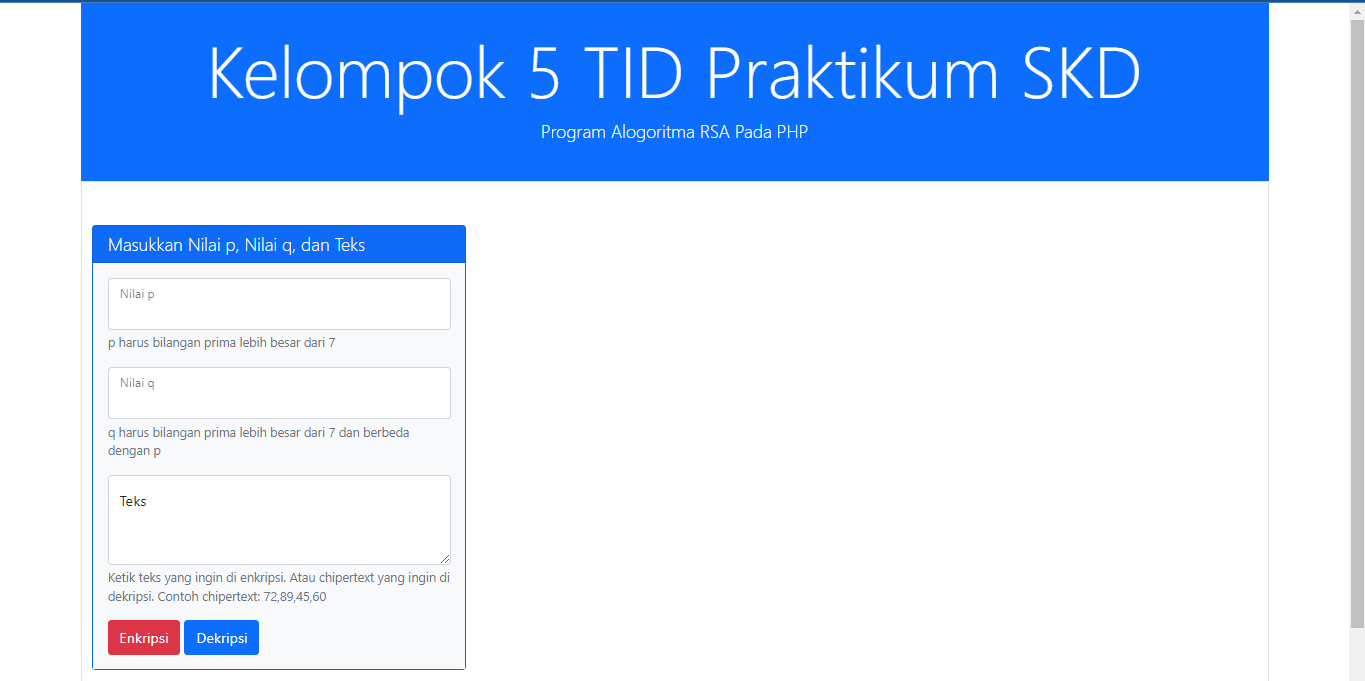 Kelompok 5 TID Praktikum SKD
Program Alogoritma RSA Pada PHP
Masukkan Nilai p, Nilai q, dan Teks
Nilai p
p harus bilangan prima lebih besar dari 7
Nilai q
q harus bilangan prima lebih besar dari 7 dan berbeda
dengan p
Teks
Ketik teks yang ingin di enkripsi. Atau chipertext yang ingin di
dekripsi. Contoh chipertext: 72,89,45,60
Enkripsi Dekripsi